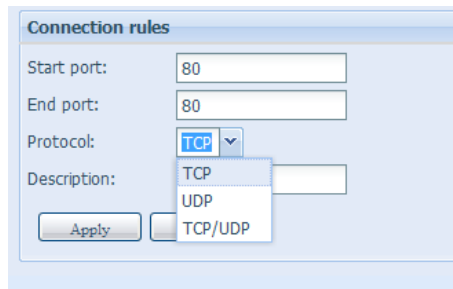 Connection rules
Start port: 80
End port: 80
Protocol: TCP
TCP
Description:
UDP
TCP/UDP
Apply